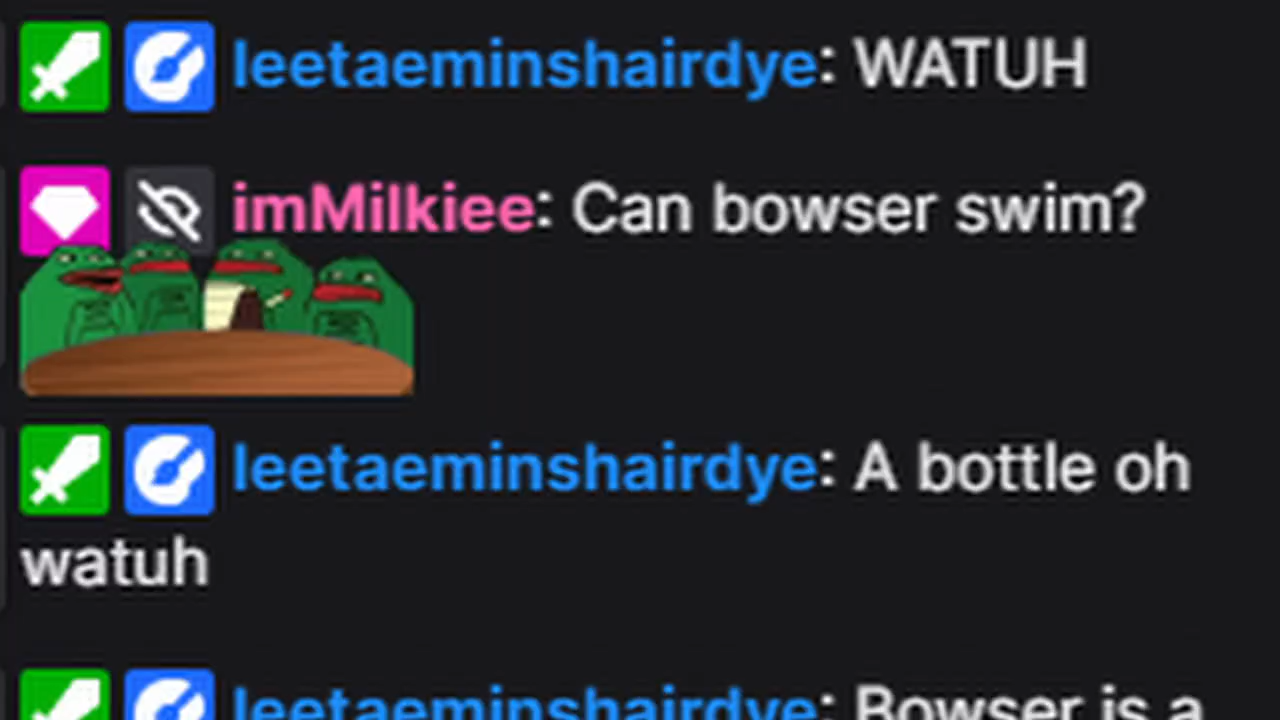 leetaeminshairdye: WATUH
imMilkiee: Can bowser swim?
leetaeminshairdye: A bottle oh
watuh
leetaeminshairdye: Bowser is a